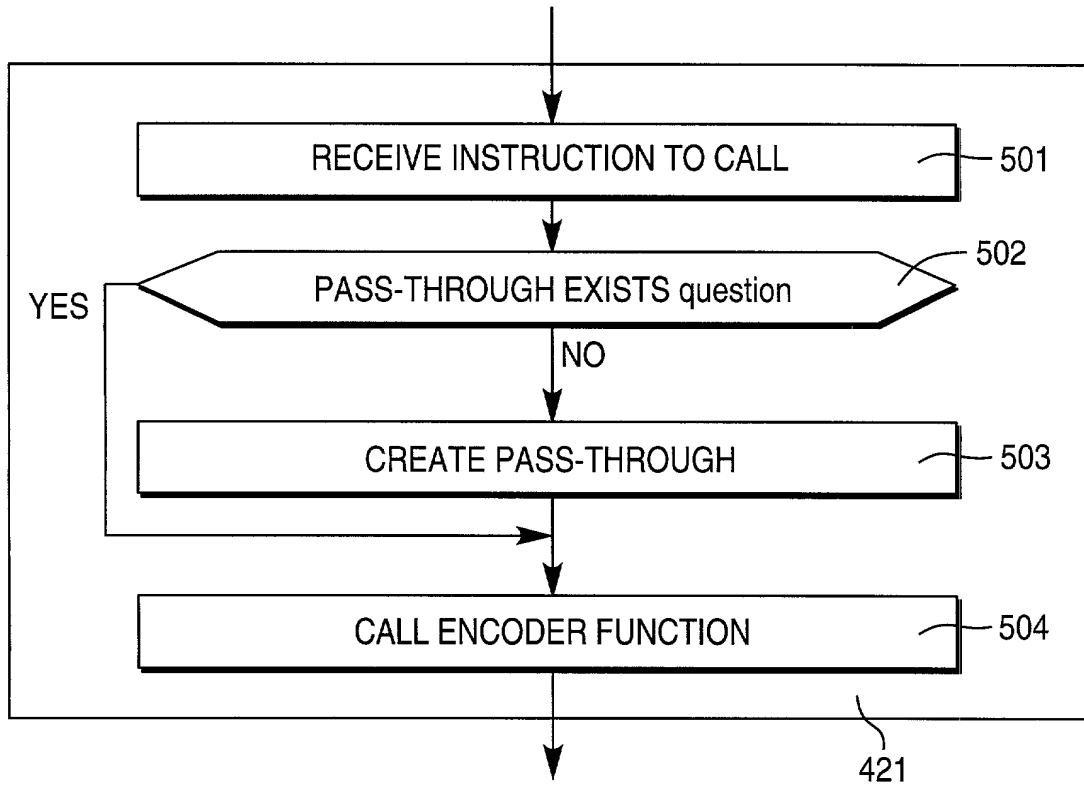 RECEIVE INSTRUCTION TO CALL
501
PASS-THROUGH EXISTS question
502
YES
NO
CREATE PASS-THROUGH
503
CALL ENCODER FUNCTION
504
421